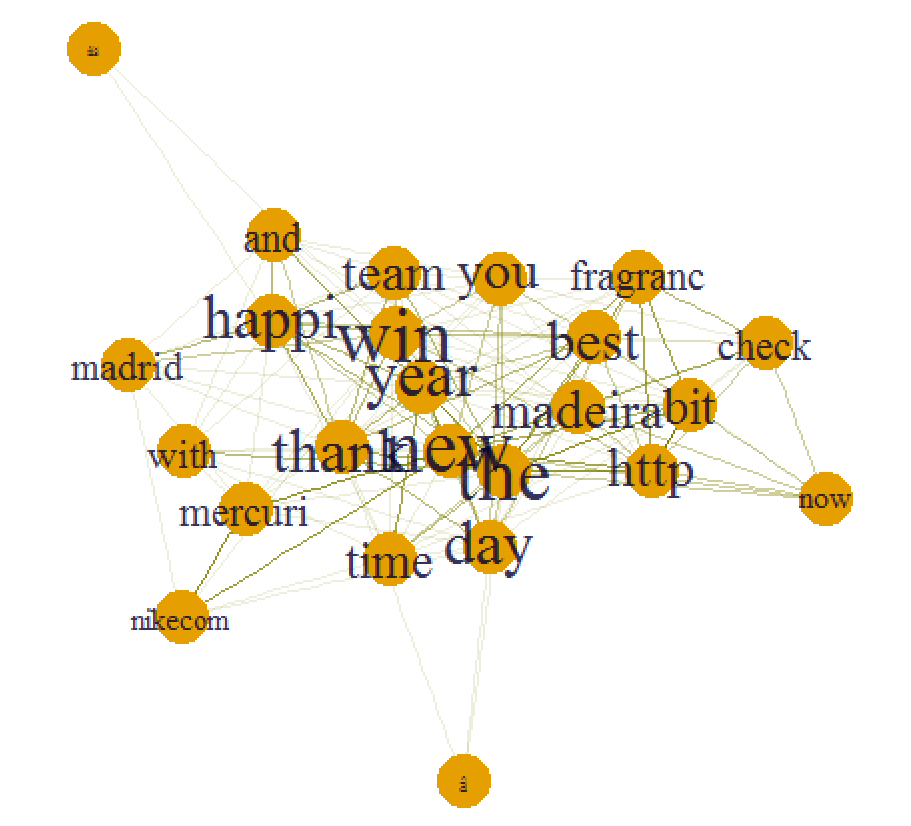 and
team
you
fragranc
happi
win
best
check
madrid
year
madeira
bit
with
thank
new
the
http
now
mercuri
time
day
nikecom